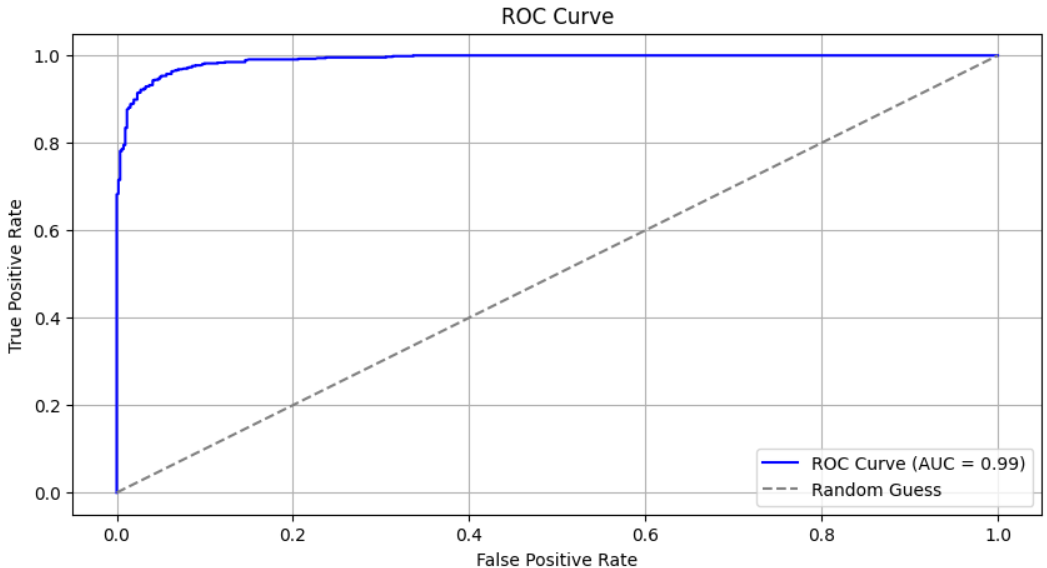 ROC Curve
1.0
0.8
0.6
0.4
0.2
0.0
True Positive Rate
0.0 0.2 0.4 0.6 0.8 1.0
False Positive Rate
ROC Curve (AUC = 0.99)
Random Guess